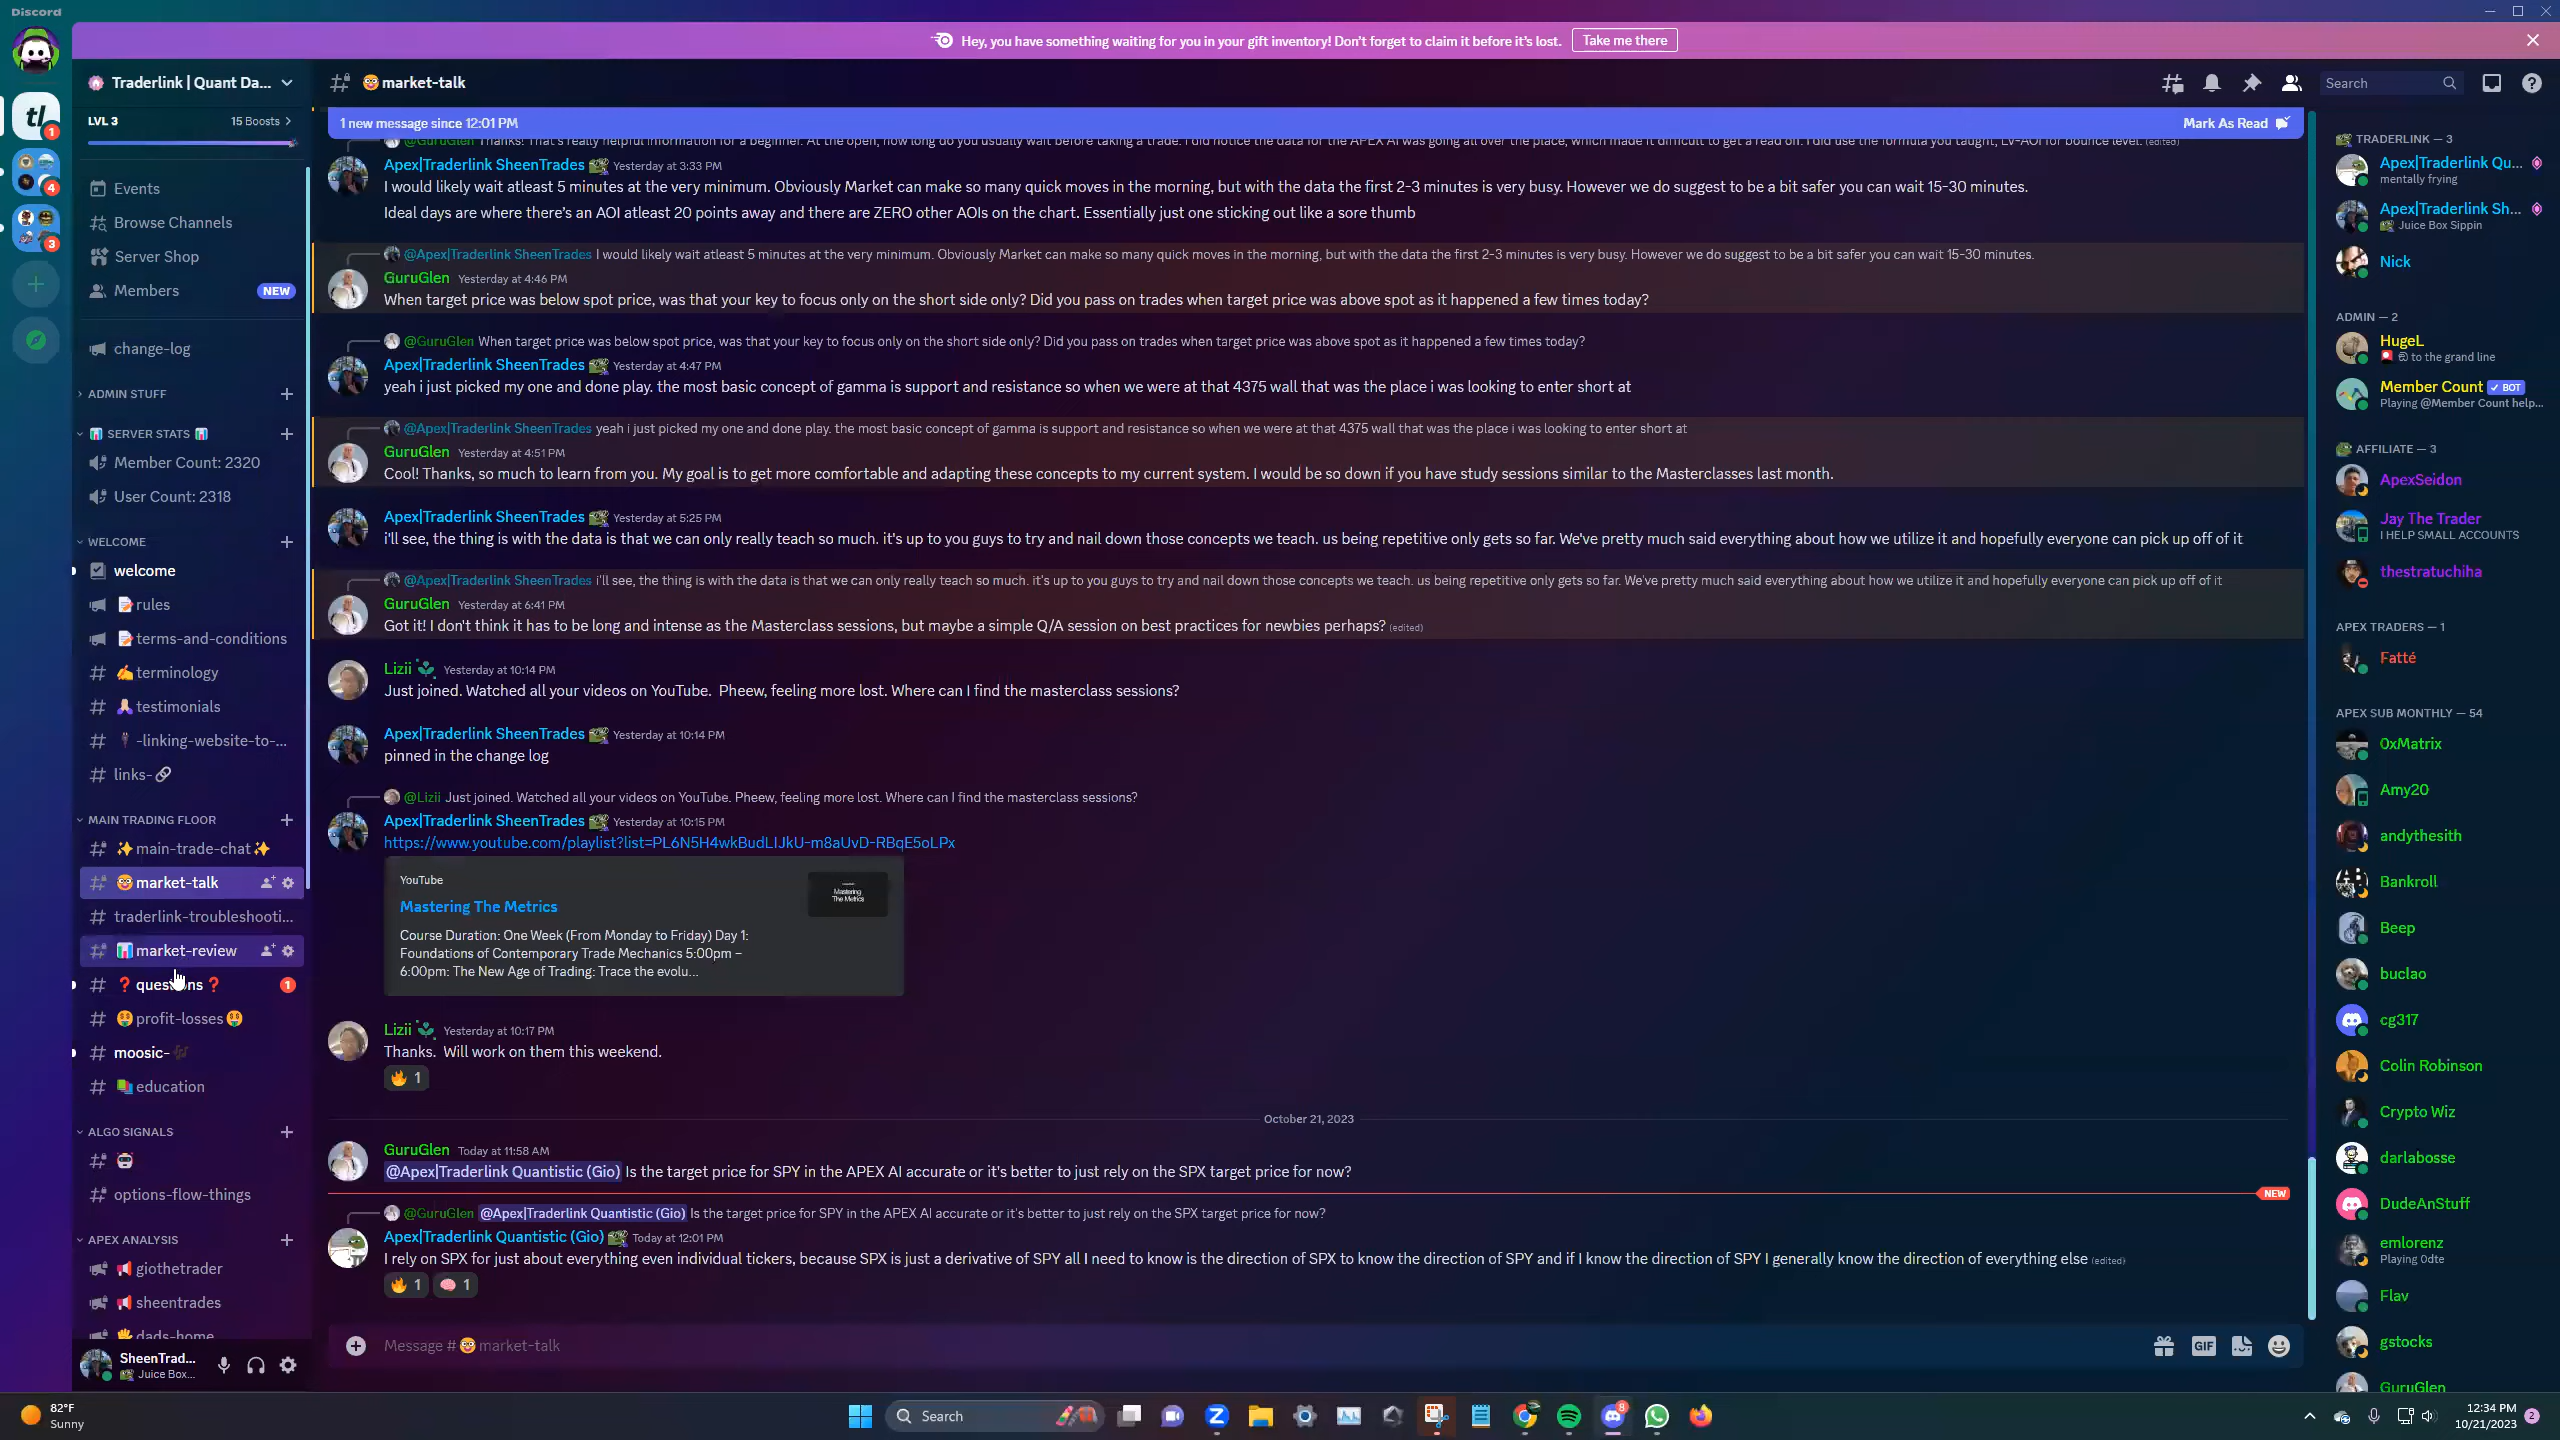 Discord
Hey, you have something waiting for you in your gift inventory! Don't forget to claim it before it's lost.
Take me there
Traderlink | Quant Da...
LVL 3
15 Boosts
tl
1
4
3
Events
Browse Channels
Server Shop
Members
NEW
change-log
ADMIN STUFF
SERVER STATS
Member Count: 2320
User Count: 2318
WELCOME
welcome
rules
terms-and-conditions
terminology
testimonials
-linking-website-to-...
links-
MAIN TRADING FLOOR
main-trade-chat
market-talk
traderlink-troubleshooti...
market-review
questions
1
profit-losses
moosic-
education
ALGO SIGNALS
options-flow-things
APEX ANALYSIS
giothetrader
sheentrades
dads-home
SheenTrad...
Juice Box...
market-talk
Search
1 new message since 12:01 PM
Mark As Read
@GuruGlen Thanks! That's really helpful information for a beginner. At the open, how long do you usually wait before taking a trade. I did notice the data for the APEX AI was going all over the place, which made it difficult to get a read on. I did use the formula you taught, LV-AOI for bounce level. (edited)
Apex|Traderlink SheenTrades Yesterday at 3:33 PM
I would likely wait atleast 5 minutes at the very minimum. Obviously Market can make so many quick moves in the morning, but with the data the first 2-3 minutes is very busy. However we do suggest to be a bit safer you can wait 15-30 minutes.
Ideal days are where there's an AOI atleast 20 points away and there are ZERO other AOIs on the chart. Essentially just one sticking out like a sore thumb
@Apex|Traderlink SheenTrades I would likely wait atleast 5 minutes at the very minimum. Obviously Market can make so many quick moves in the morning, but with the data the first 2-3 minutes is very busy. However we do suggest to be a bit safer you can wait 15-30 minutes.
GuruGlen Yesterday at 4:46 PM
When target price was below spot price, was that your key to focus only on the short side only? Did you pass on trades when target price was above spot as it happened a few times today?
@GuruGlen When target price was below spot price, was that your key to focus only on the short side only? Did you pass on trades when target price was above spot as it happened a few times today?
Apex|Traderlink SheenTrades Yesterday at 4:47 PM
yeah i just picked my one and done play. the most basic concept of gamma is support and resistance so when we were at that 4375 wall that was the place i was looking to enter short at
@Apex|Traderlink SheenTrades yeah i just picked my one and done play. the most basic concept of gamma is support and resistance so when we were at that 4375 wall that was the place i was looking to enter short at
GuruGlen Yesterday at 4:51 PM
Cool! Thanks, so much to learn from you. My goal is to get more comfortable and adapting these concepts to my current system. I would be so down if you have study sessions similar to the Masterclasses last month.
Apex|Traderlink SheenTrades Yesterday at 5:25 PM
i'll see, the thing is with the data is that we can only really teach so much. it's up to you guys to try and nail down those concepts we teach. us being repetitive only gets so far. We've pretty much said everything about how we utilize it and hopefully everyone can pick up off of it
@Apex|Traderlink SheenTrades i'll see, the thing is with the data is that we can only really teach so much. it's up to you guys to try and nail down those concepts we teach. us being repetitive only gets so far. We've pretty much said everything about how we utilize it and hopefully everyone can pick up off of it
GuruGlen Yesterday at 6:41 PM
Got it! I don't think it has to be long and intense as the Masterclass sessions, but maybe a simple Q/A session on best practices for newbies perhaps? (edited)
Lizii Yesterday at 10:14 PM
Just joined. Watched all your videos on YouTube. Pheew, feeling more lost. Where can I find the masterclass sessions?
Apex|Traderlink SheenTrades Yesterday at 10:14 PM
pinned in the change log
@Lizii Just joined. Watched all your videos on YouTube. Pheew, feeling more lost. Where can I find the masterclass sessions?
Apex|Traderlink SheenTrades Yesterday at 10:15 PM
https://www.youtube.com/playlist?list=PL6N5H4wkBudLIJkU-m8aUvD-RBqE5oLPx
YouTube
Mastering The Metrics
Mastering
The Metrics
Course Duration: One Week (From Monday to Friday) Day 1:
Foundations of Contemporary Trade Mechanics 5:00pm –
6:00pm: The New Age of Trading: Trace the evolu...
Lizii Yesterday at 10:17 PM
Thanks. Will work on them this weekend.
1
October 21, 2023
GuruGlen Today at 11:58 AM
@Apex|Traderlink Quantistic (Gio) Is the target price for SPY in the APEX AI accurate or it's better to just rely on the SPX target price for now?
NEW
@GuruGlen @Apex|Traderlink Quantistic (Gio) Is the target price for SPY in the APEX AI accurate or it's better to just rely on the SPX target price for now?
Apex|Traderlink Quantistic (Gio) Today at 12:01 PM
I rely on SPX for just about everything even individual tickers, because SPX is just a derivative of SPY all I need to know is the direction of SPX to know the direction of SPY and if I know the direction of SPY I generally know the direction of everything else (edited)
1 1
Message # market-talk
GIF
TRADERLINK — 3
Apex|Traderlink Qu...
mentally frying
Apex|Traderlink Sh...
Juice Box Sippin
Nick
ADMIN — 2
HugeL
to the grand line
Member Count BOT
Playing @Member Count help...
AFFILIATE — 3
ApexSeidon
Jay The Trader
I HELP SMALL ACCOUNTS
thestratuchiha
APEX TRADERS — 1
Fatté
APEX SUB MONTHLY — 54
0xMatrix
Amy20
andythesith
Bankroll
Beep
buclao
cg317
Colin Robinson
Crypto Wiz
darlabosse
DudeAnStuff
emlorenz
Playing 0dte
Flav
gstocks
GuruGlen
82°F
Sunny
Search
8
12:34 PM
10/21/2023
2